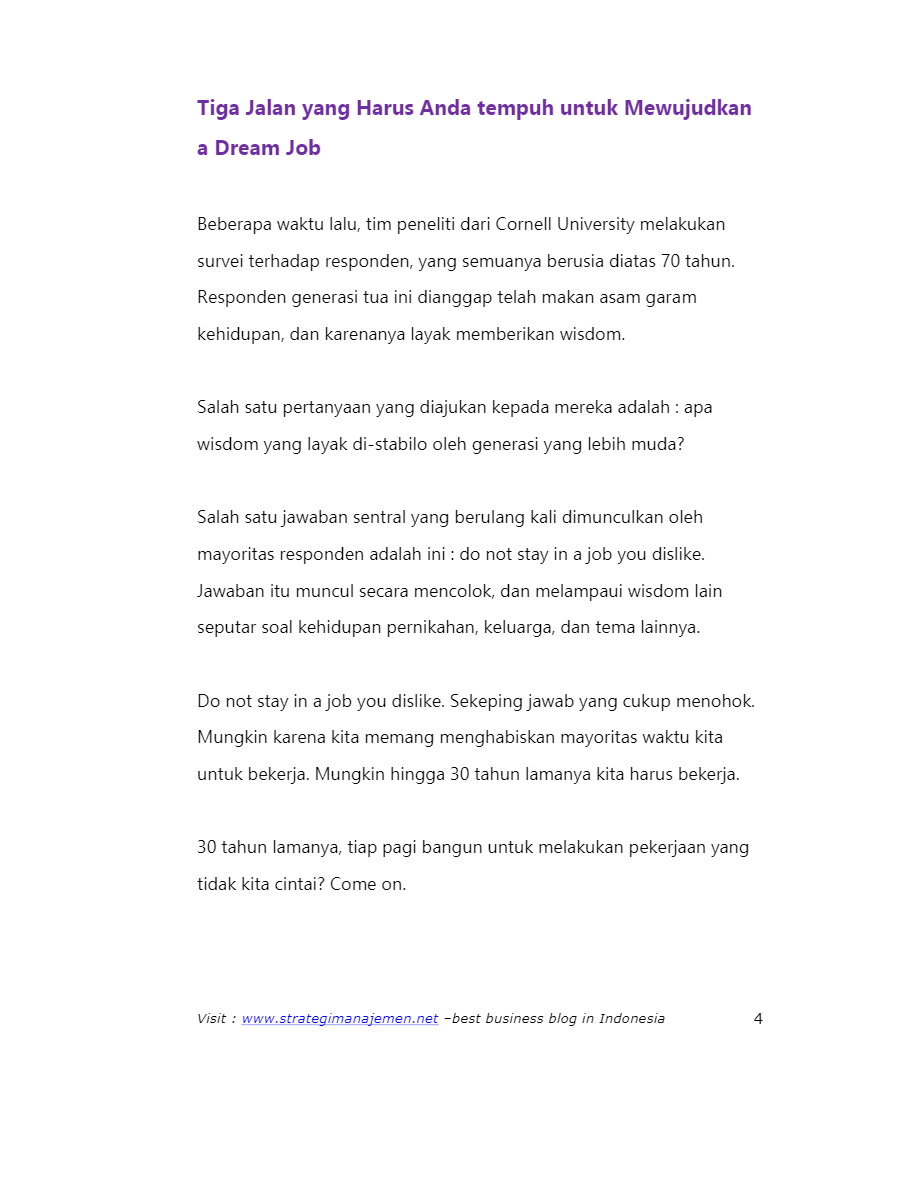 Tiga Jalan yang Harus Anda tempuh untuk Mewujudkan
a Dream Job
Beberapa waktu lalu, tim peneliti dari Cornell University melakukan
survei terhadap responden, yang semuanya berusia diatas 70 tahun.
Responden generasi tua ini dianggap telah makan asam garam
kehidupan, dan karenanya layak memberikan wisdom.
Salah satu pertanyaan yang diajukan kepada mereka adalah : apa
wisdom yang layak di-stabilo oleh generasi yang lebih muda?
Salah satu jawaban sentral yang berulang kali dimunculkan oleh
mayoritas responden adalah ini : do not stay in a job you dislike.
Jawaban itu muncul secara mencolok, dan melampaui wisdom lain
seputar soal kehidupan pernikahan, keluarga, dan tema lainnya.
Do not stay in a job you dislike. Sekeping jawab yang cukup menohok.
Mungkin karena kita memang menghabiskan mayoritas waktu kita
untuk bekerja. Mungkin hingga 30 tahun lamanya kita harus bekerja.
30 tahun lamanya, tiap pagi bangun untuk melakukan pekerjaan yang
tidak kita cintai? Come on.
Visit : www.strategimanajemen.net –best business blog in Indonesia 4